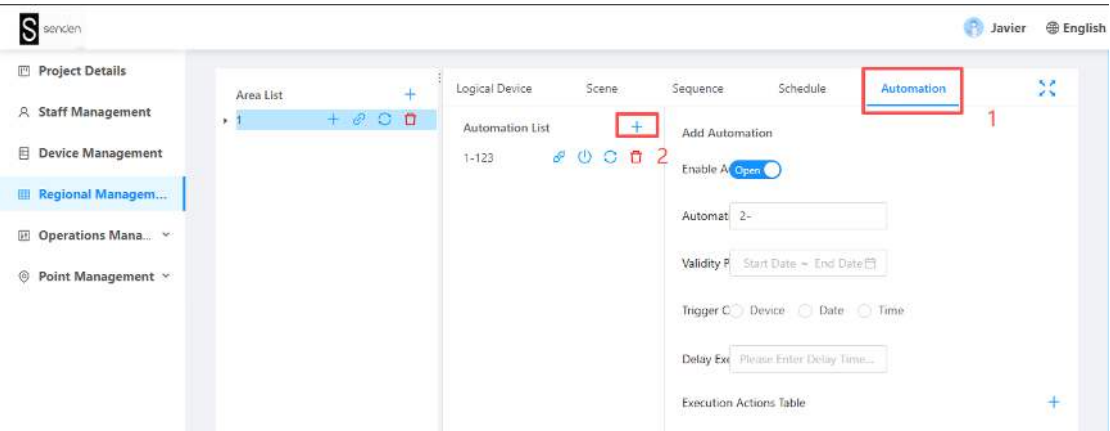 S senden
Javier English
Project Details
Staff Management
Device Management
Regional Managem...
Operations Mana...
Point Management
Area List
1
Logical Device Scene Sequence Schedule Automation
1
Automation List
1-123
2
Add Automation
Enable A Open
Automat 2-
Validity P Start Date ~ End Date
Trigger C Device Date Time
Delay Exe Please Enter Delay Time...
Execution Actions Table